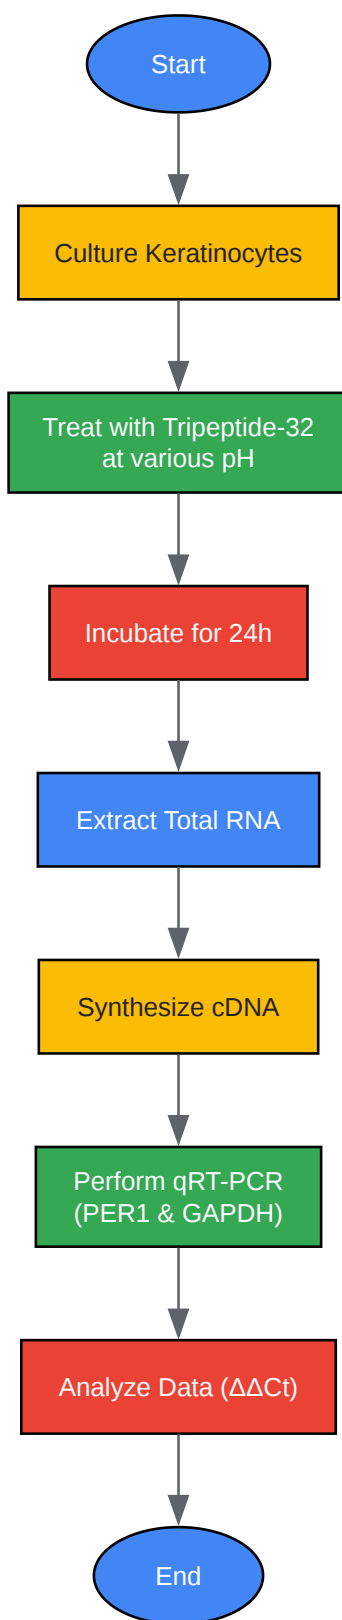 Start
Culture Keratinocytes
Treat with Tripeptide-32
at various pH
Incubate for 24h
Extract Total RNA
Synthesize cDNA
Perform qRT-PCR
(PER1 & GAPDH)
Analyze Data (ΔΔCt)
End